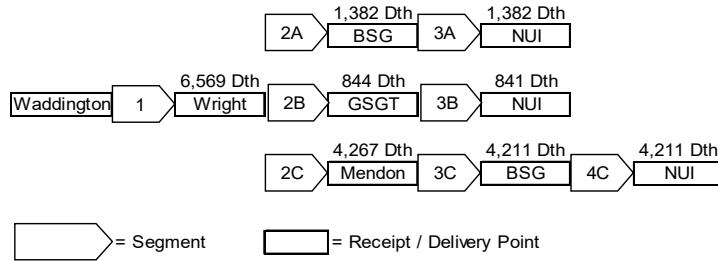 1,382 Dth 1,382 Dth
2A BSG 3A NUI
6,569 Dth 844 Dth 841 Dth
Waddington 1 Wright 2B GSGT 3B NUI
4,267 Dth 4,211 Dth 4,211 Dth
2C Mendon 3C BSG 4C NUI
= Segment = Receipt / Delivery Point